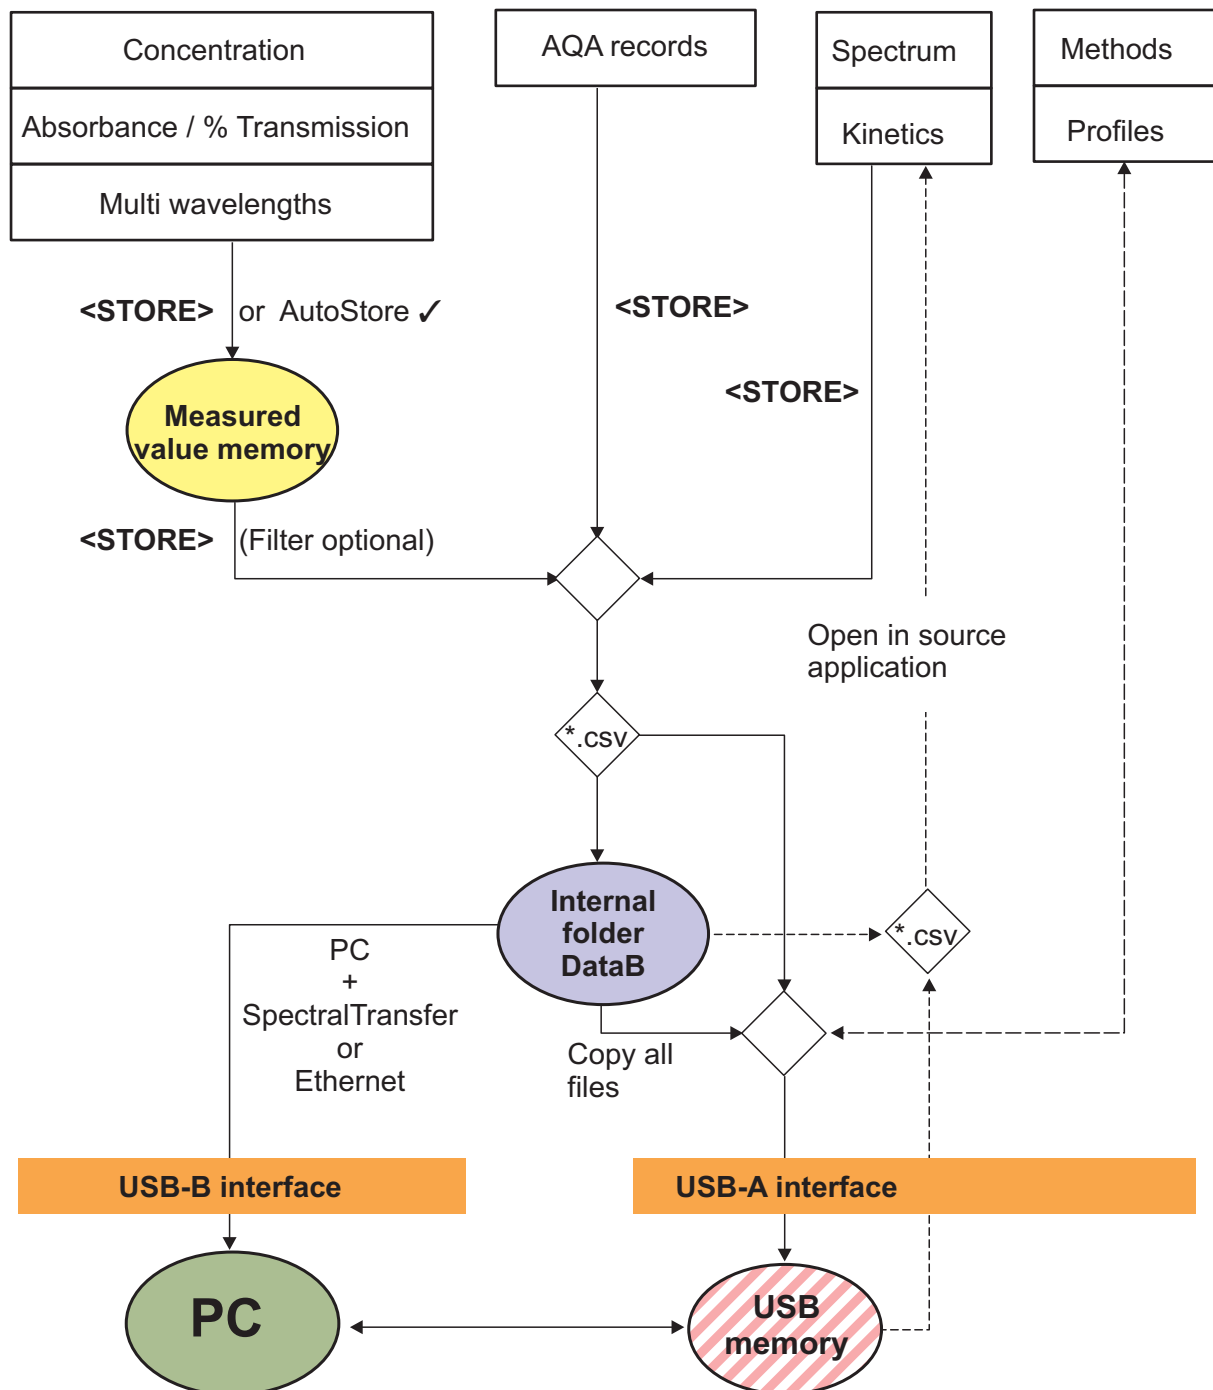 Concentration
Absorbance / % Transmission
Multi wavelengths
AQA records
Spectrum
Kinetics
Methods
Profiles
<STORE> or AutoStore ✓
<STORE>
<STORE>
Measured
value memory
<STORE> (Filter optional)
Open in source
application
*.csv
Internal
folder
DataB
*.csv
PC
+
SpectralTransfer
or
Ethernet
Copy all
files
USB-B interface
USB-A interface
PC
USB
memory